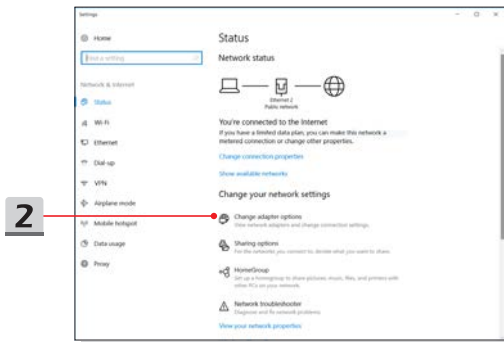 Settings
Home
Find a setting
Network & Internet
Status
Wi-Fi
Ethernet
Dial-up
VPN
Airplane mode
Mobile hotspot
Data usage
Proxy
Status
Network status
Ethernet 2
Public network
You're connected to the Internet
If you have a limited data plan, you can make this network a
metered connection or change other properties.
Change connection properties
Show available networks
Change your network settings
2
Change adapter options
View network adapters and change connection settings.
Sharing options
For the networks you connect to, decide what you want to share.
HomeGroup
Set up a homegroup to share pictures, music, files, and printers with
other PCs on your network.
Network troubleshooter
Diagnose and fix network problems.
View your network properties